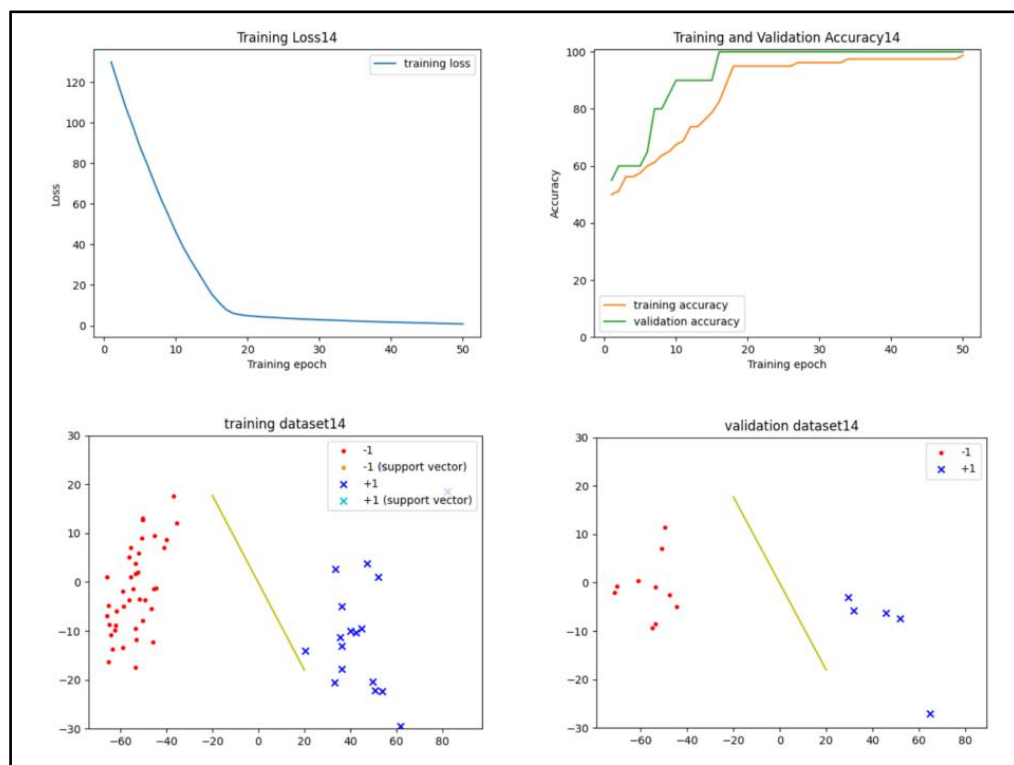 Training Loss14
training loss
Loss
120
100
80
60
40
20
0
0 10 20 30 40 50
Training epoch
Training and Validation Accuracy14
Accuracy
100
80
60
40
20
0
training accuracy
validation accuracy
0 10 20 30 40 50
Training epoch
training dataset14
-1
-1 (support vector)
+1
+1 (support vector)
30
20
10
0
−10
−20
−30
−60 −40 −20 0 20 40 60 80
validation dataset14
-1
+1
30
20
10
0
−10
−20
−30
−60 −40 −20 0 20 40 60 80